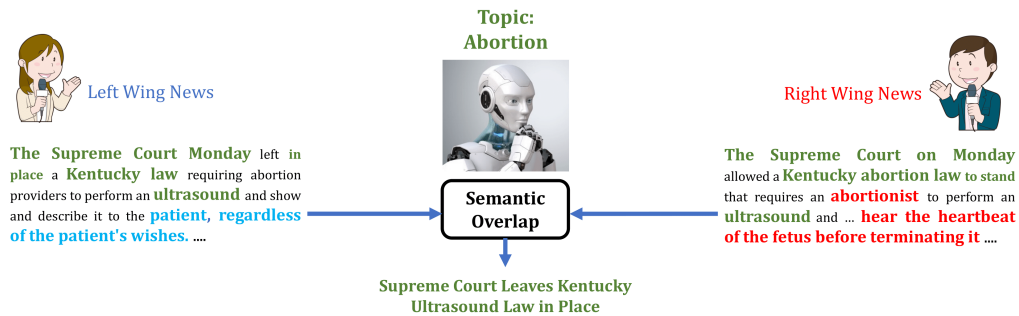 Topic:
Abortion
Left Wing News
The Supreme Court Monday left in
place a Kentucky law requiring abortion
providers to perform an ultrasound and show
and describe it to the patient, regardless
of the patient's wishes. ....
Right Wing News
The Supreme Court on Monday
allowed a Kentucky abortion law to stand
that requires an abortionist to perform an
ultrasound and ... hear the heartbeat
of the fetus before terminating it ....
Semantic
Overlap
Supreme Court Leaves Kentucky
Ultrasound Law in Place